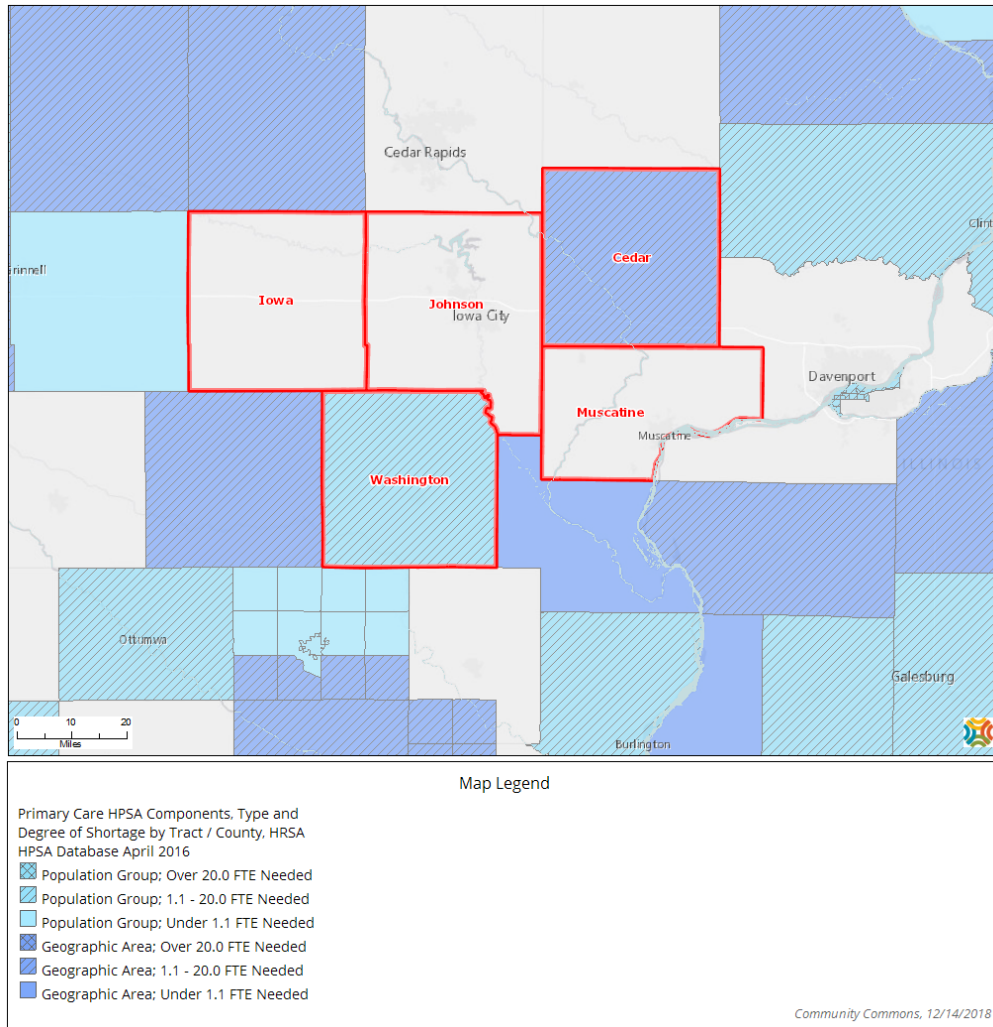 Cedar Rapids
Clint
Cedar
rinnell
Iowa
Johnson
Iowa City
Davenport
Muscatine
Muscatine
ILLINOI
Washington
Ottumwa
Galesburg
0 10 20
Miles
Burlington
Map Legend
Primary Care HPSA Components, Type and
Degree of Shortage by Tract / County, HRSA
HPSA Database April 2016
Population Group; Over 20.0 FTE Needed
Population Group; 1.1 - 20.0 FTE Needed
Population Group; Under 1.1 FTE Needed
Geographic Area; Over 20.0 FTE Needed
Geographic Area; 1.1 - 20.0 FTE Needed
Geographic Area; Under 1.1 FTE Needed
Community Commons, 12/14/2018